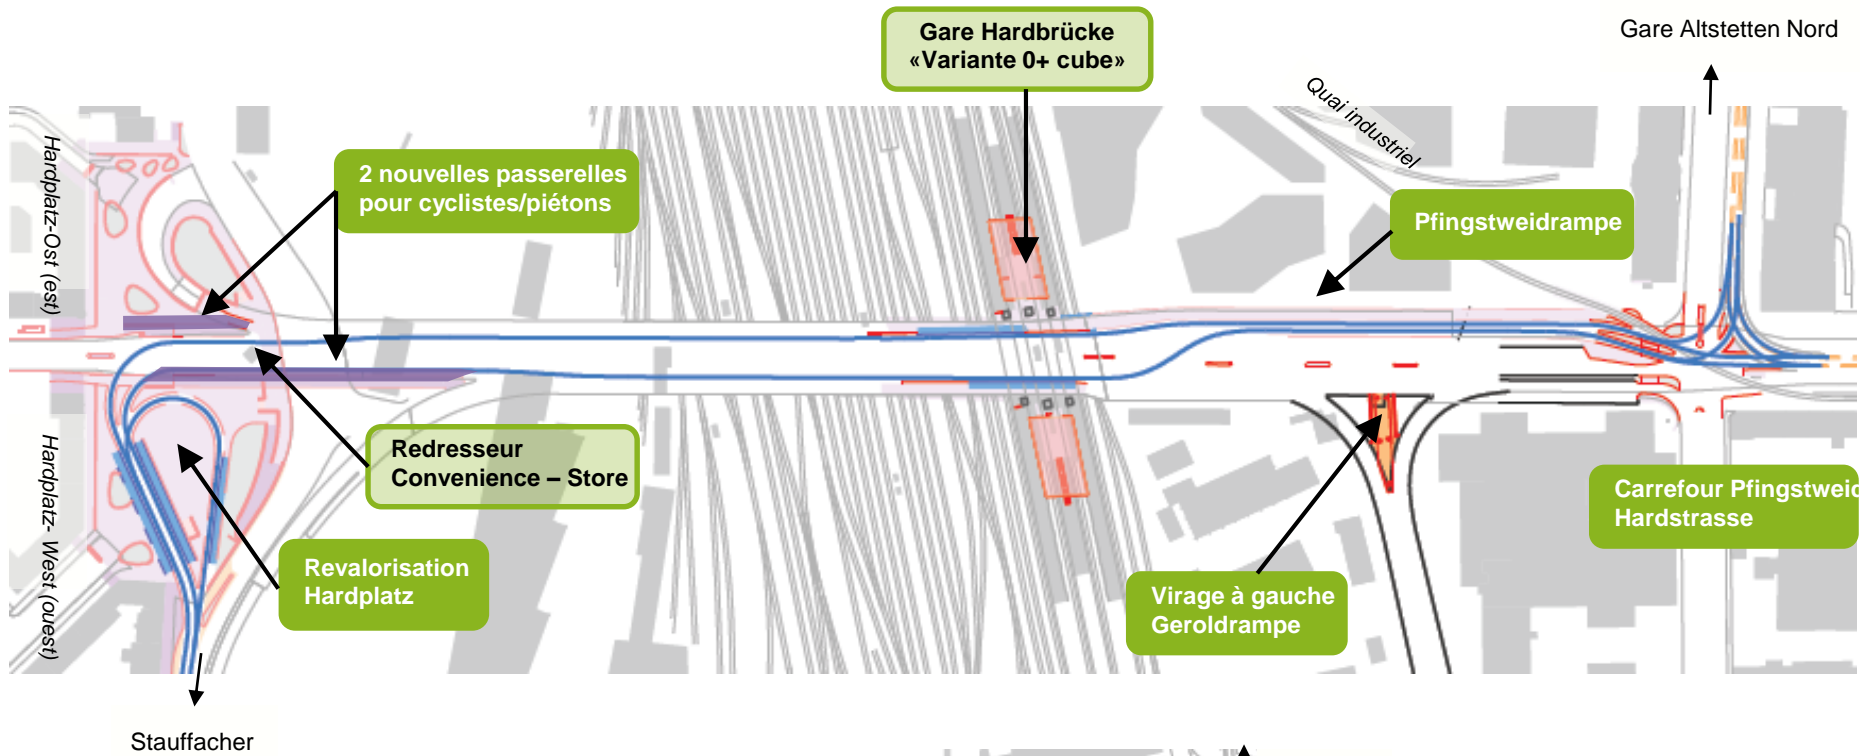 Gare Hardbrücke
«Variante 0+ cube»
Gare Altstetten Nord
Quai industriel
Hardplatz-Ost (est)
2 nouvelles passerelles
pour cyclistes/piétons
Pfingstweidrampe
Redresseur
Convenience – Store
Hardplatz- West (ouest)
Carrefour Pfingstweid
Hardstrasse
Revalorisation
Hardplatz
Virage à gauche
Geroldrampe
Stauffacher